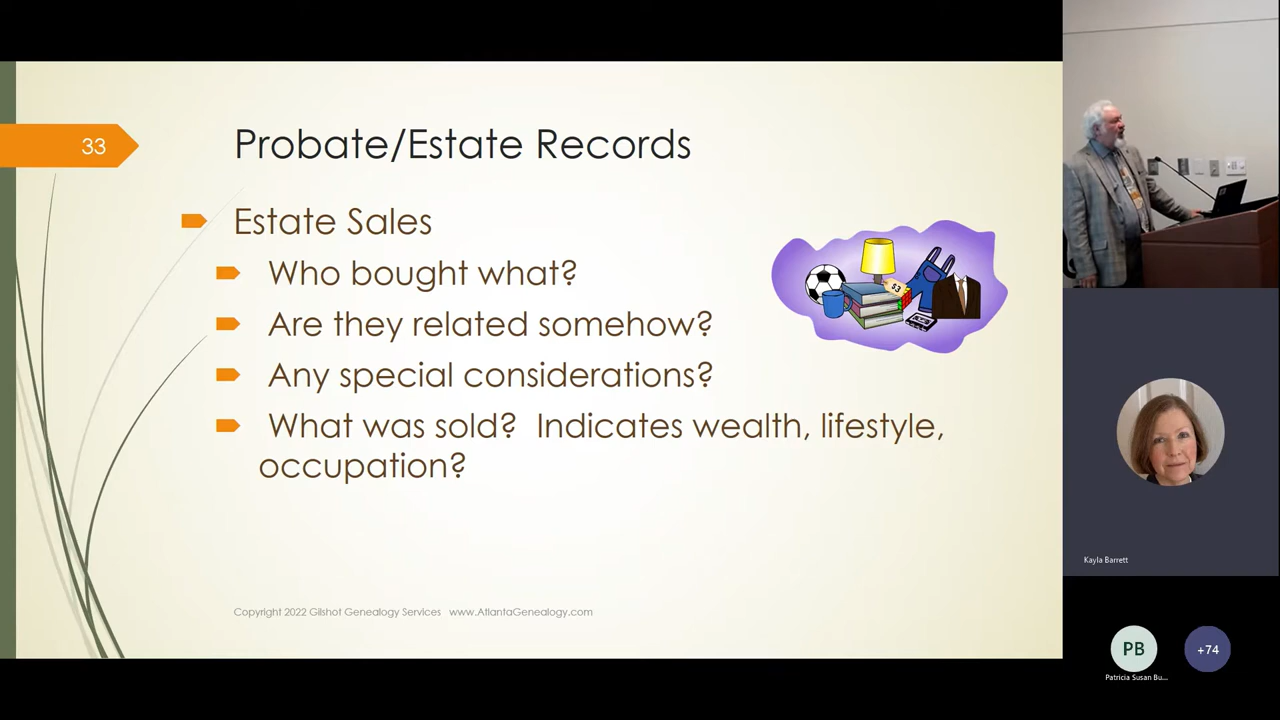 33
Probate/Estate Records
Estate Sales
Who bought what?
Are they related somehow?
Any special considerations?
What was sold? Indicates wealth, lifestyle,
occupation?
$3
Copyright 2022 Gilshot Genealogy Services www.AtlantaGenealogy.com
Kayla Barrett
PB
+74
Patricia Susan Bu...